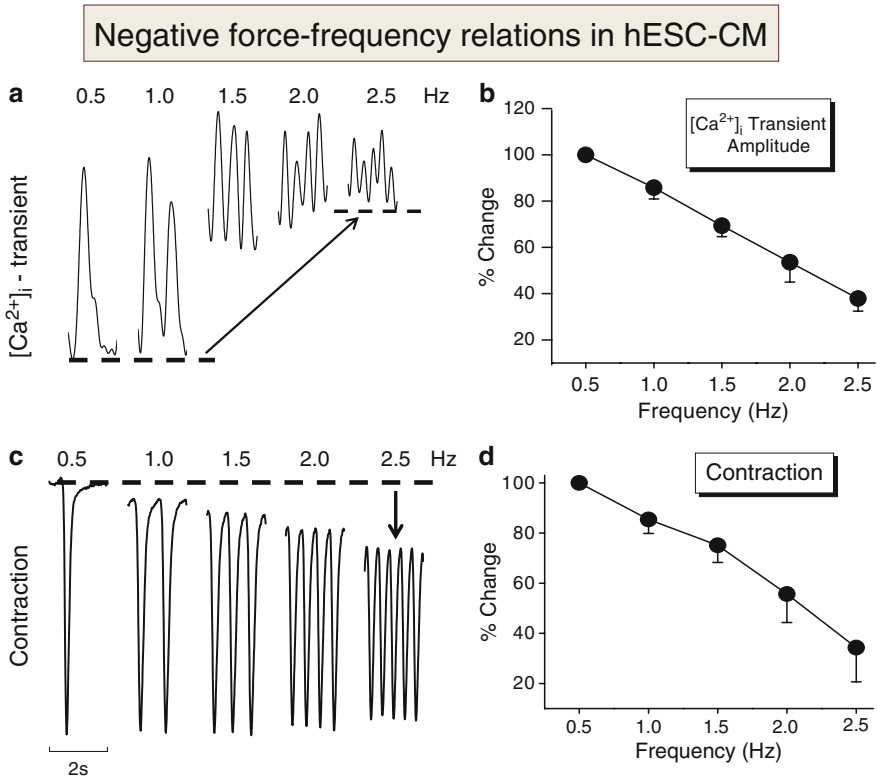 Negative force-frequency relations in hESC-CM
a
0.5 1.0 1.5 2.0 2.5 Hz
[Ca²⁺]ᵢ - transient
b
[Ca²⁺]ᵢ Transient
Amplitude
% Change
120
100
80
60
40
20
0.5 1.0 1.5 2.0 2.5
Frequency (Hz)
c
0.5 1.0 1.5 2.0 2.5 Hz
Contraction
2s
d
Contraction
% Change
100
80
60
40
20
0.5 1.0 1.5 2.0 2.5
Frequency (Hz)